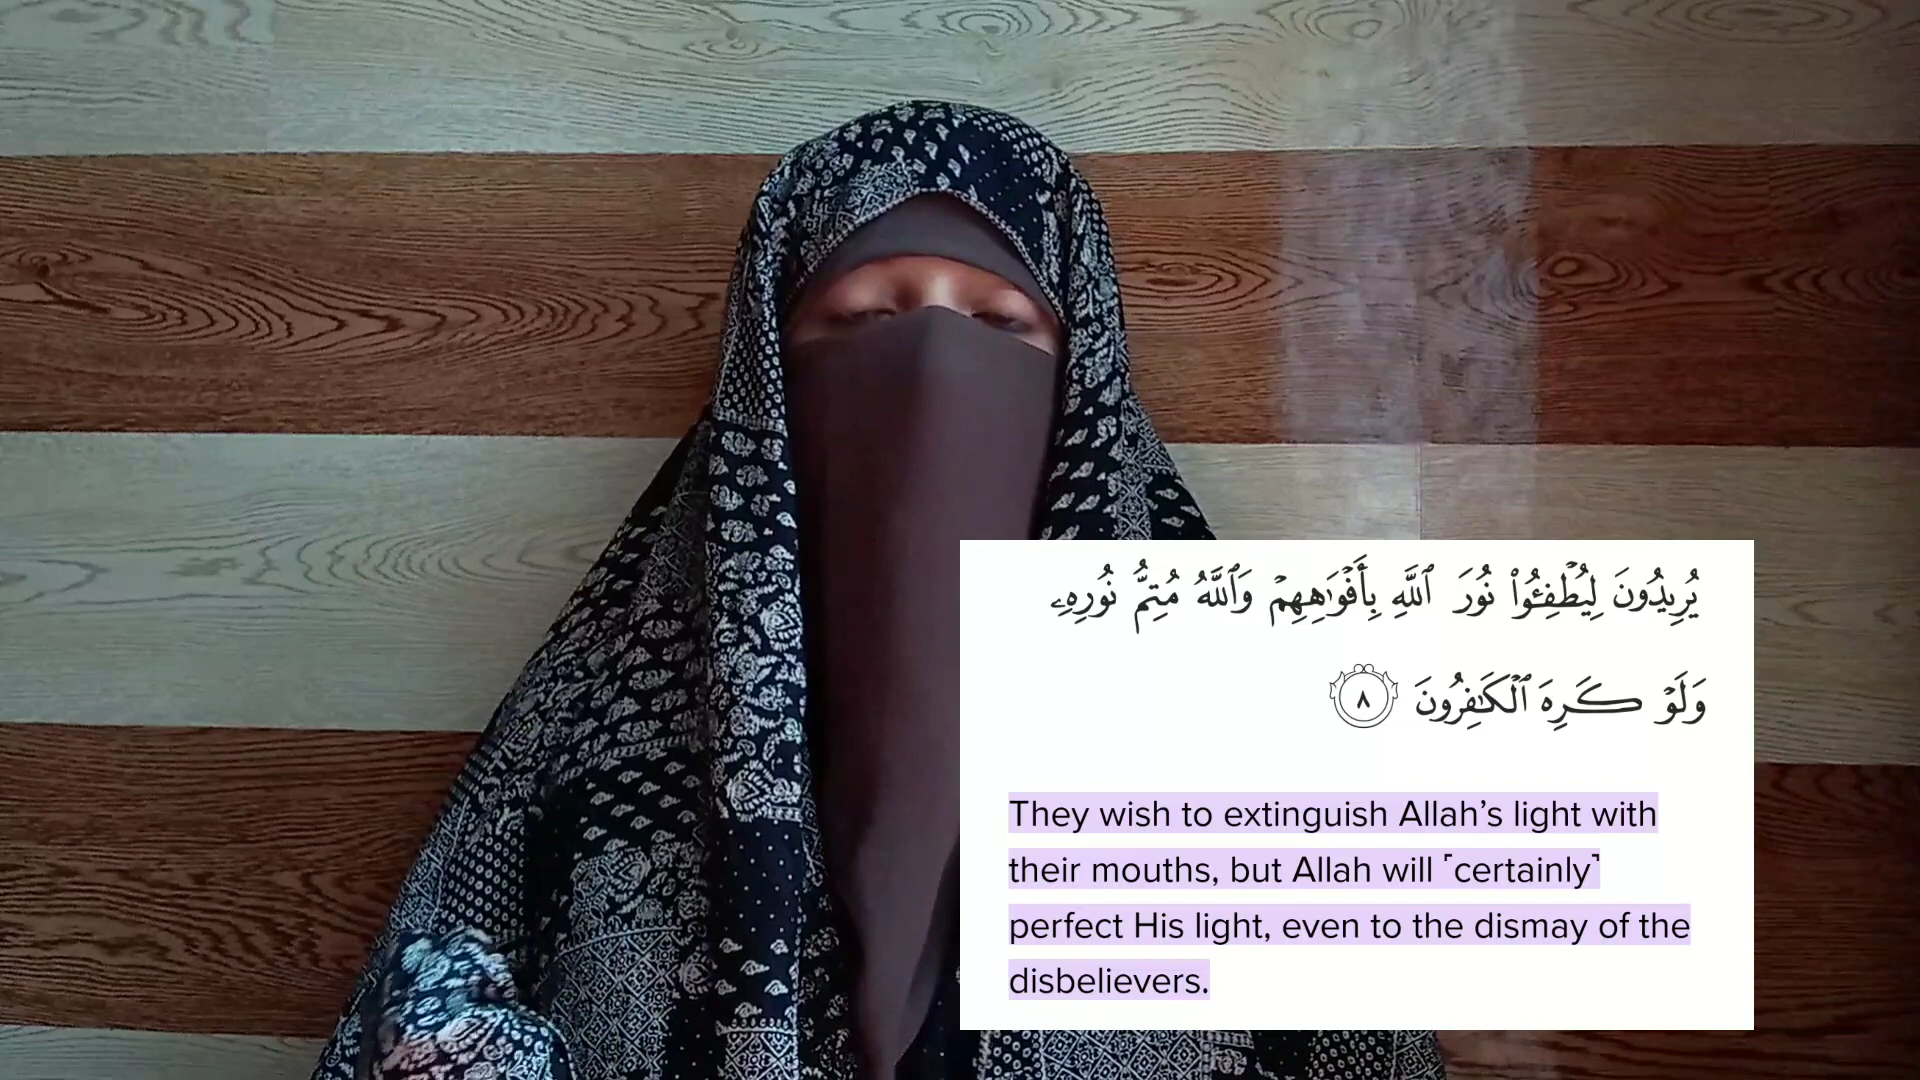 يُرِيدُونَ لِيُطْفِـُٔوا۟ نُورَ ٱللَّهِ بِأَفْوَٰهِهِمْ وَٱللَّهُ مُتِمُّ نُورِهِۦ
وَلَوْ كَرِهَ ٱلْكَـٰفِرُونَ ٨
They wish to extinguish Allah’s light with
their mouths, but Allah will ˹certainly˺
perfect His light, even to the dismay of the
disbelievers.